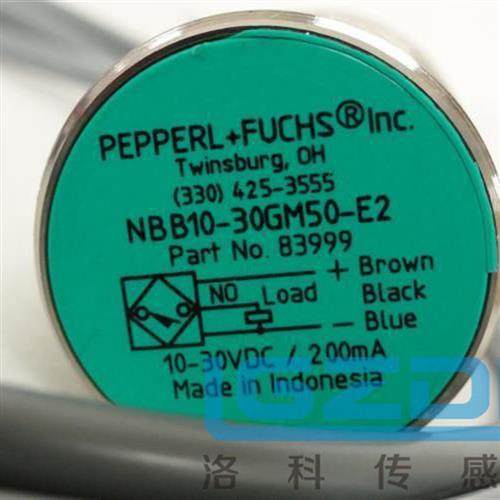 PEPPERL+FUCHS® Inc.
Twinsburg, OH
(330) 425-3555
NBB10-30GM50-E2
Part No. 83999
+ Brown
NO Load Black
- Blue
10-30VDC / 200mA
Made in Indonesia
GZD
洛科传感